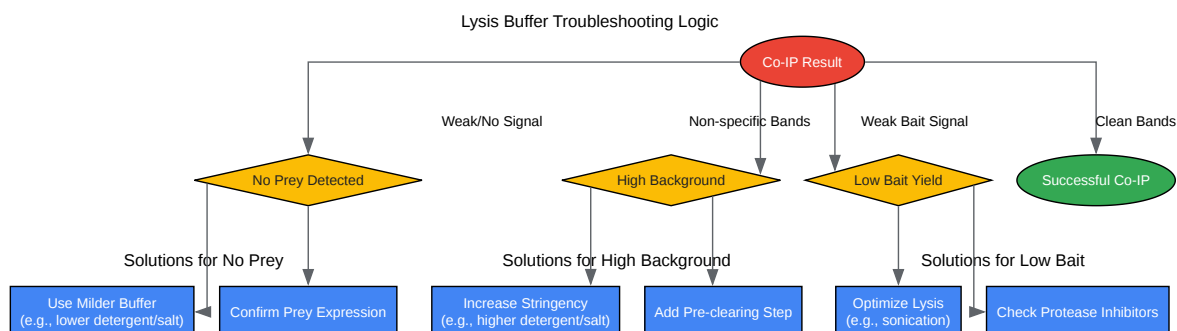 Lysis Buffer Troubleshooting Logic
Co-IP Result
Weak/No Signal
Non-specific Bands
Weak Bait Signal
Clean Bands
No Prey Detected
High Background
Low Bait Yield
Successful Co-IP
Solutions for No Prey
Solutions for High Background
Solutions for Low Bait
Use Milder Buffer
(e.g., lower detergent/salt)
Confirm Prey Expression
Increase Stringency
(e.g., higher detergent/salt)
Add Pre-clearing Step
Optimize Lysis
(e.g., sonication)
Check Protease Inhibitors